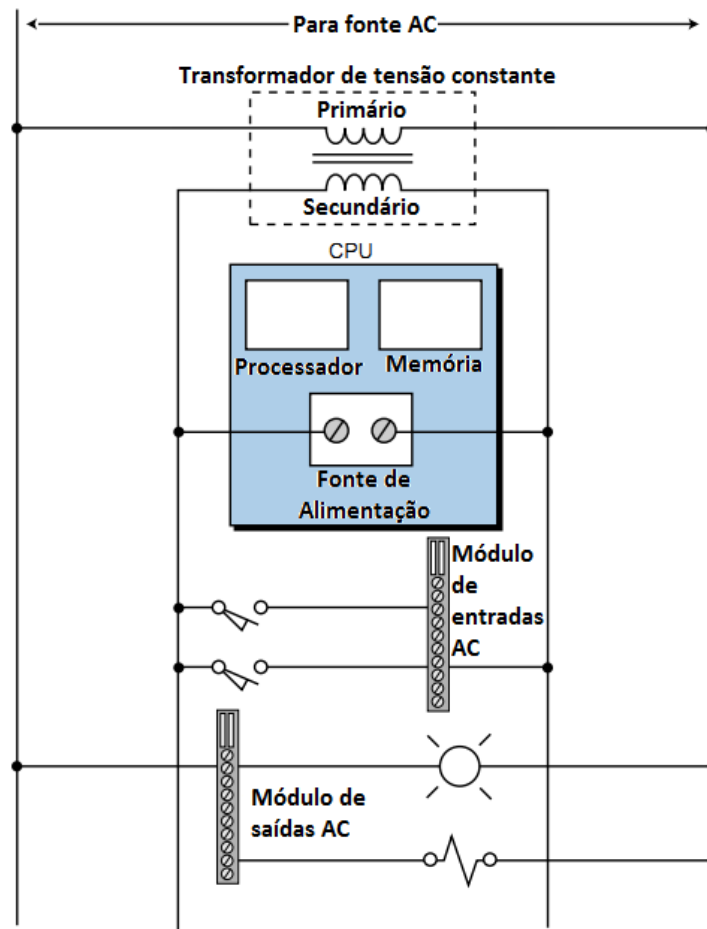 Para fonte AC
Transformador de tensão constante
Primário
Secundário
CPU
Processador
Memória
Fonte de
Alimentação
Módulo
de
entradas
AC
Módulo de
saídas AC